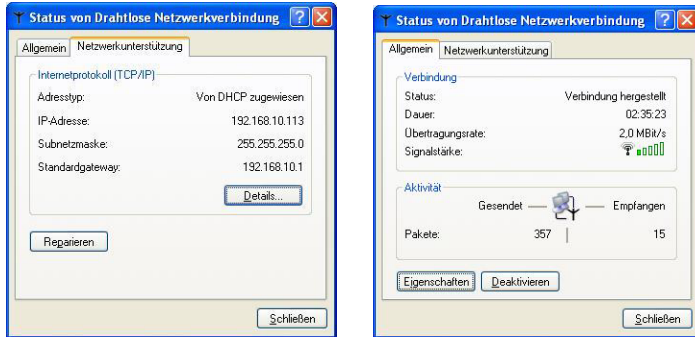 Status von Drahtlose Netzwerkverbindung
Allgemein Netzwerkunterstützung
Internetprotokoll (TCP/IP)
Adresstyp: Von DHCP zugewiesen
IP-Adresse: 192.168.10.113
Subnetzmaske: 255.255.255.0
Standardgateway: 192.168.10.1
Details...
Reparieren
Schließen
Status von Drahtlose Netzwerkverbindung
Allgemein Netzwerkunterstützung
Verbindung
Status: Verbindung hergestellt
Dauer: 02:35:23
Übertragungsrate: 2,0 MBit/s
Signalstärke:
Aktivität
Gesendet Empfangen
Pakete: 357 15
Eigenschaften Deaktivieren
Schließen